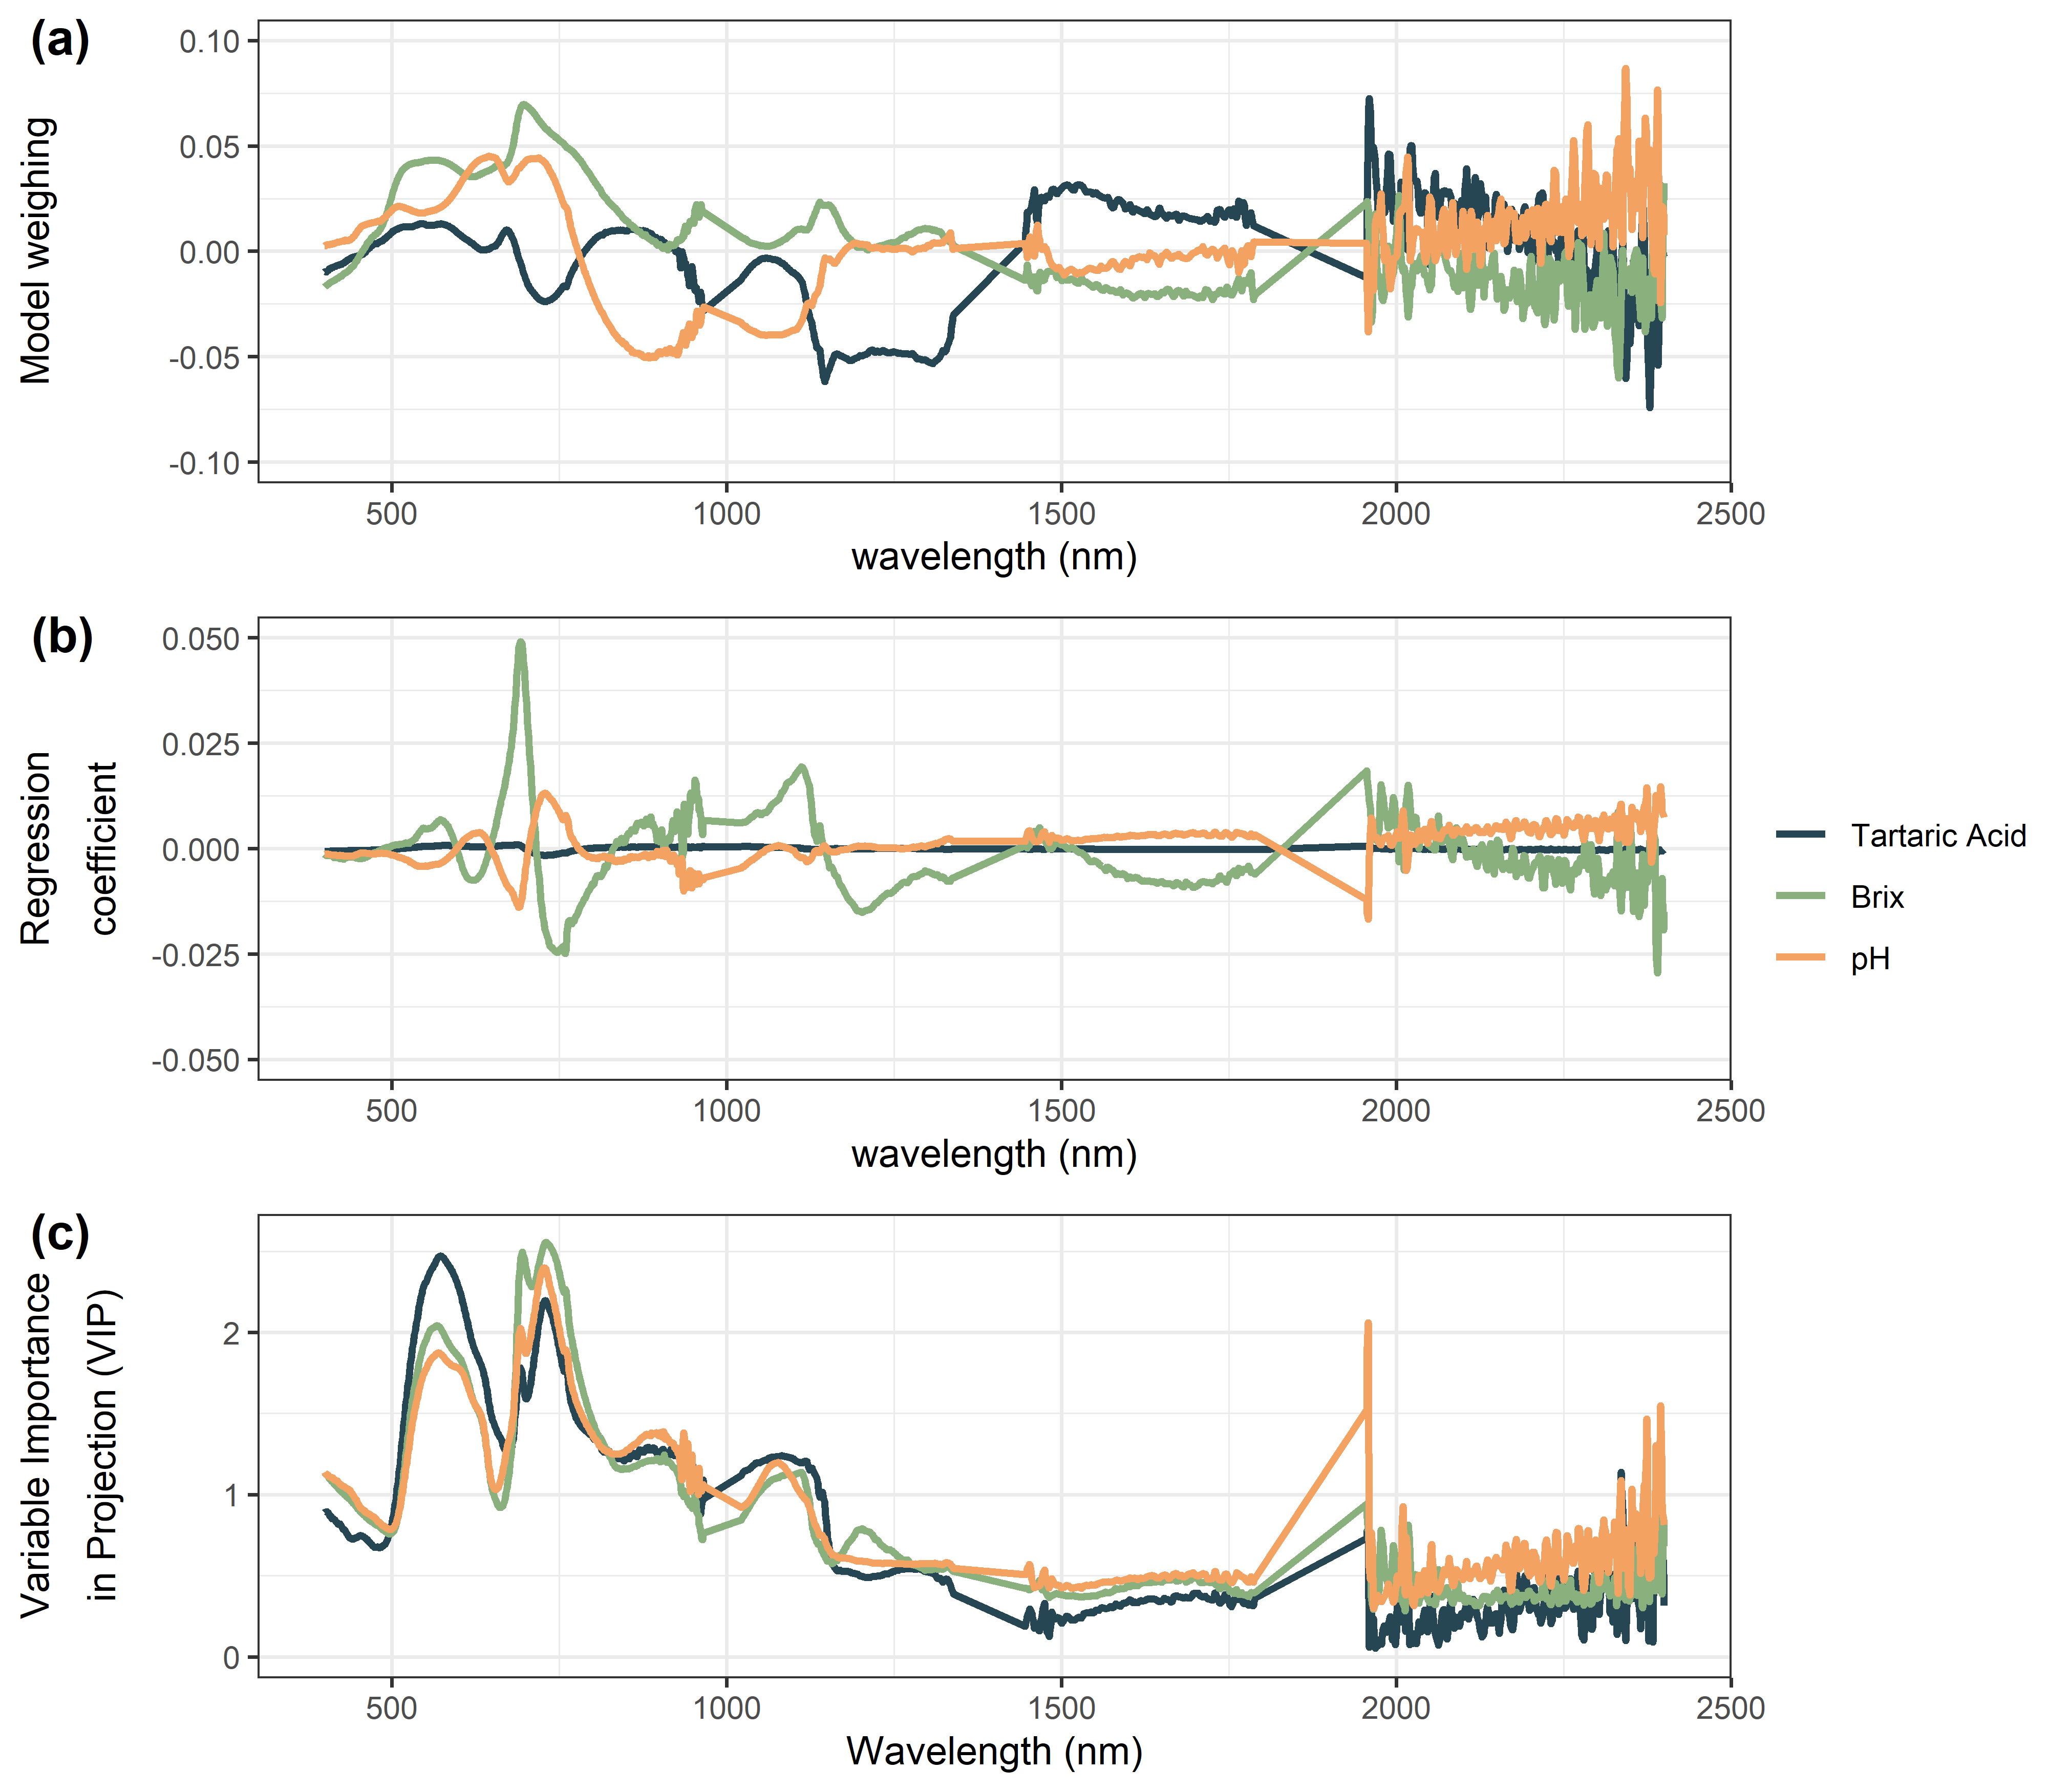 (a)
Model weighing
0.10
0.05
0.00
-0.05
-0.10
500 1000 1500 2000 2500
wavelength (nm)
(b)
Regression
coefficient
0.050
0.025
0.000
-0.025
-0.050
500 1000 1500 2000 2500
wavelength (nm)
Tartaric Acid
Brix
pH
(c)
Variable Importance
in Projection (VIP)
2
1
0
500 1000 1500 2000 2500
Wavelength (nm)